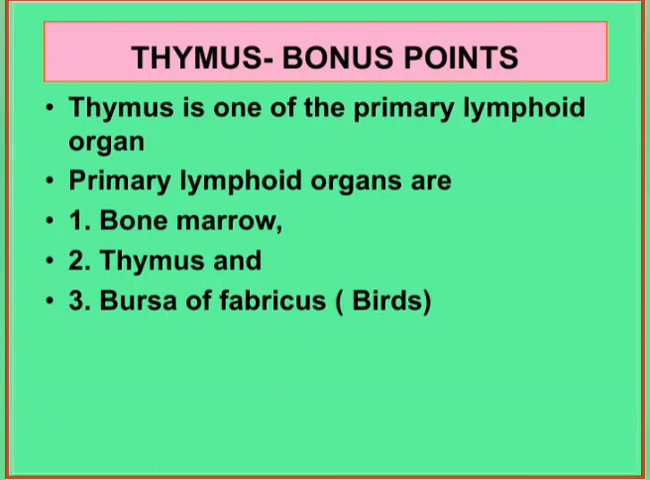 THYMUS- BONUS POINTS
• Thymus is one of the primary lymphoid
organ
• Primary lymphoid organs are
• 1. Bone marrow,
• 2. Thymus and
• 3. Bursa of fabricus ( Birds)